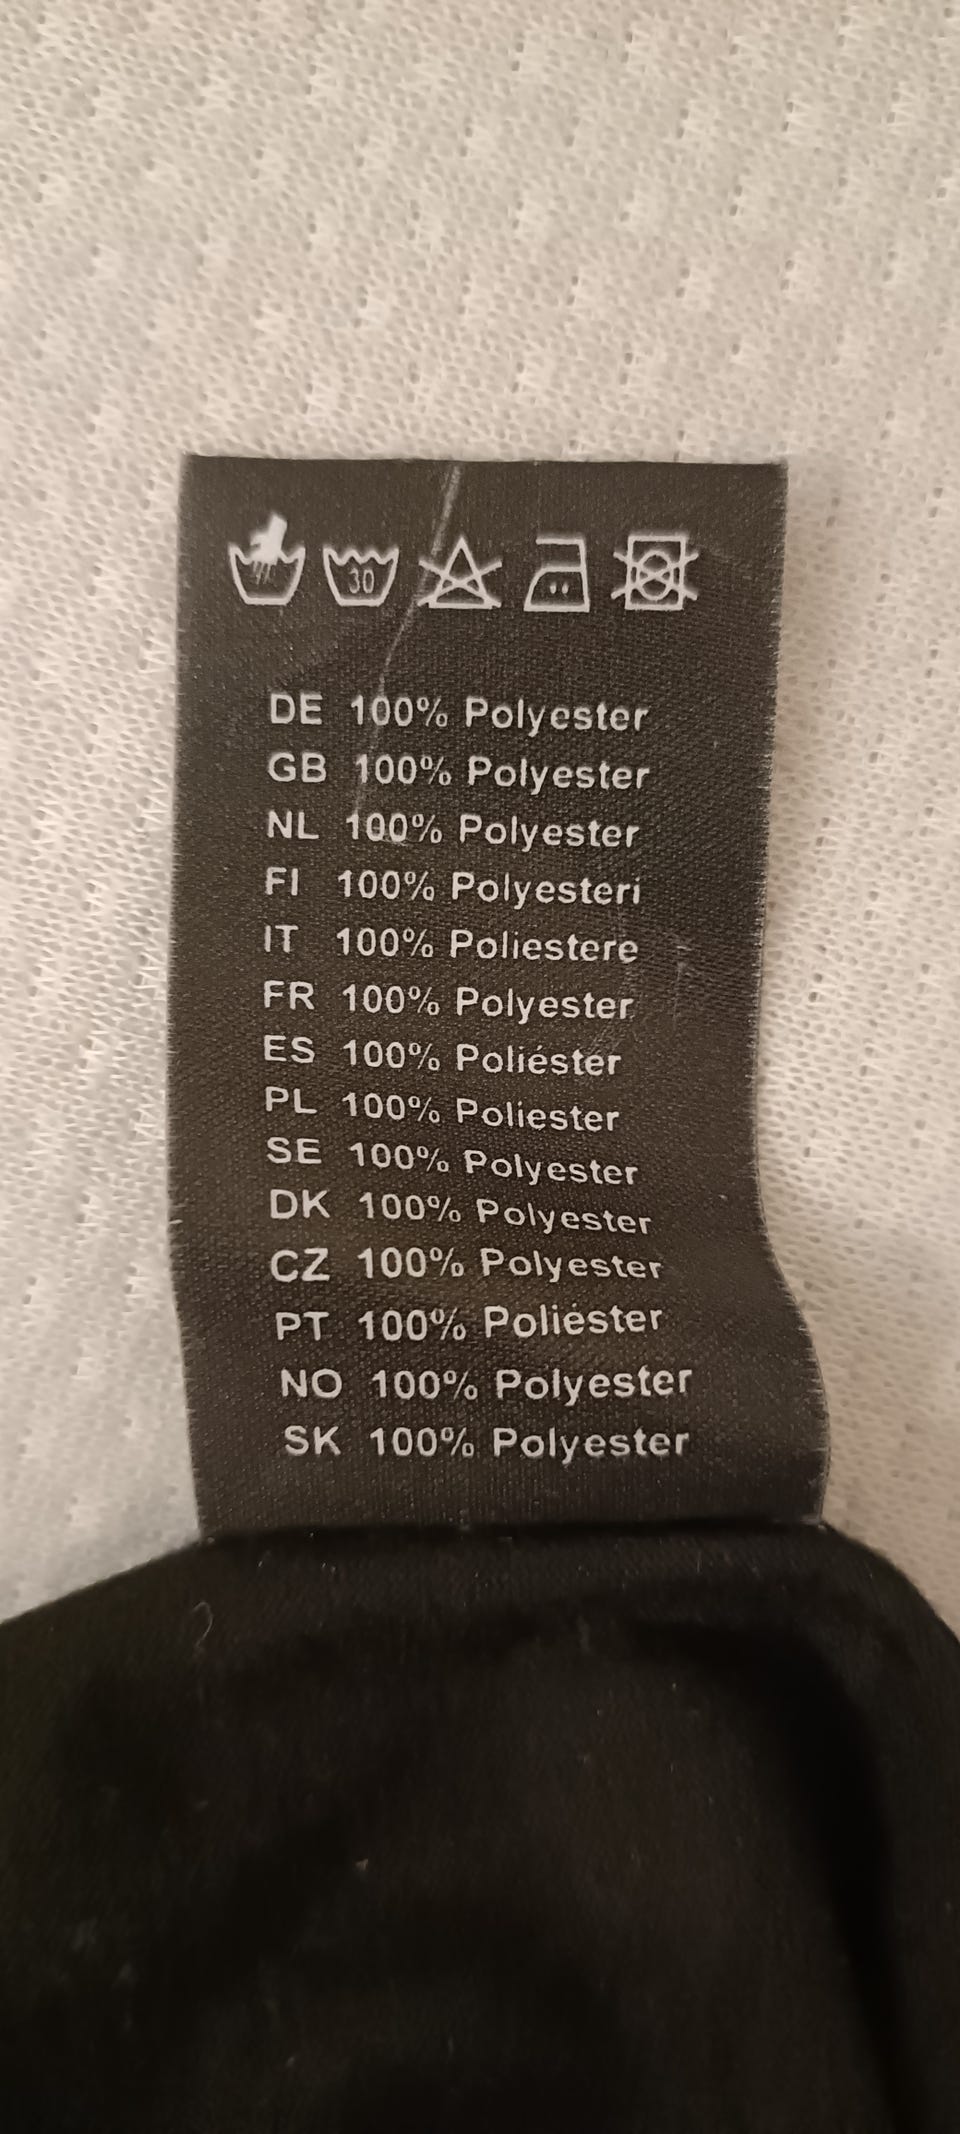 30
DE 100% Polyester
GB 100% Polyester
NL 100% Polyester
FI 100% Polyesteri
IT 100% Poliestere
FR 100% Polyester
ES 100% Poliéster
PL 100% Poliester
SE 100% Polyester
DK 100% Polyester
CZ 100% Polyester
PT 100% Poliéster
NO 100% Polyester
SK 100% Polyester